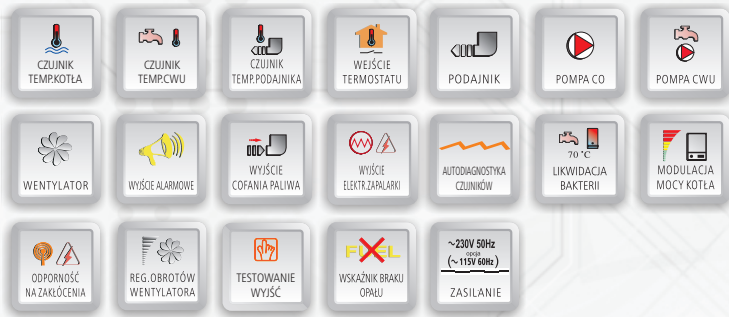 CZUJNIK
TEMP.KOTŁA
CZUJNIK
TEMP.CWU
CZUJNIK
TEMP.PODAJNIKA
WEJŚCIE
TERMOSTATU
PODAJNIK
POMPA CO
POMPA CWU
WENTYLATOR
WYJŚCIE ALARMOWE
WYJŚCIE
COFANIA PALIWA
WYJŚCIE
ELEKTR.ZAPALARKI
AUTODIAGNOSTYKA
CZUJNIKÓW
70 °C
LIKWIDACJA
BAKTERII
MODULACJA
MOCY KOTŁA
ODPORNOŚĆ
NA ZAKŁÓCENIA
REG.OBROTÓW
WENTYLATORA
TESTOWANIE
WYJŚĆ
FUEL
WSKAŹNIK BRAKU
OPAŁU
~230V 50Hz
opcja
(~115V 60Hz)
ZASILANIE